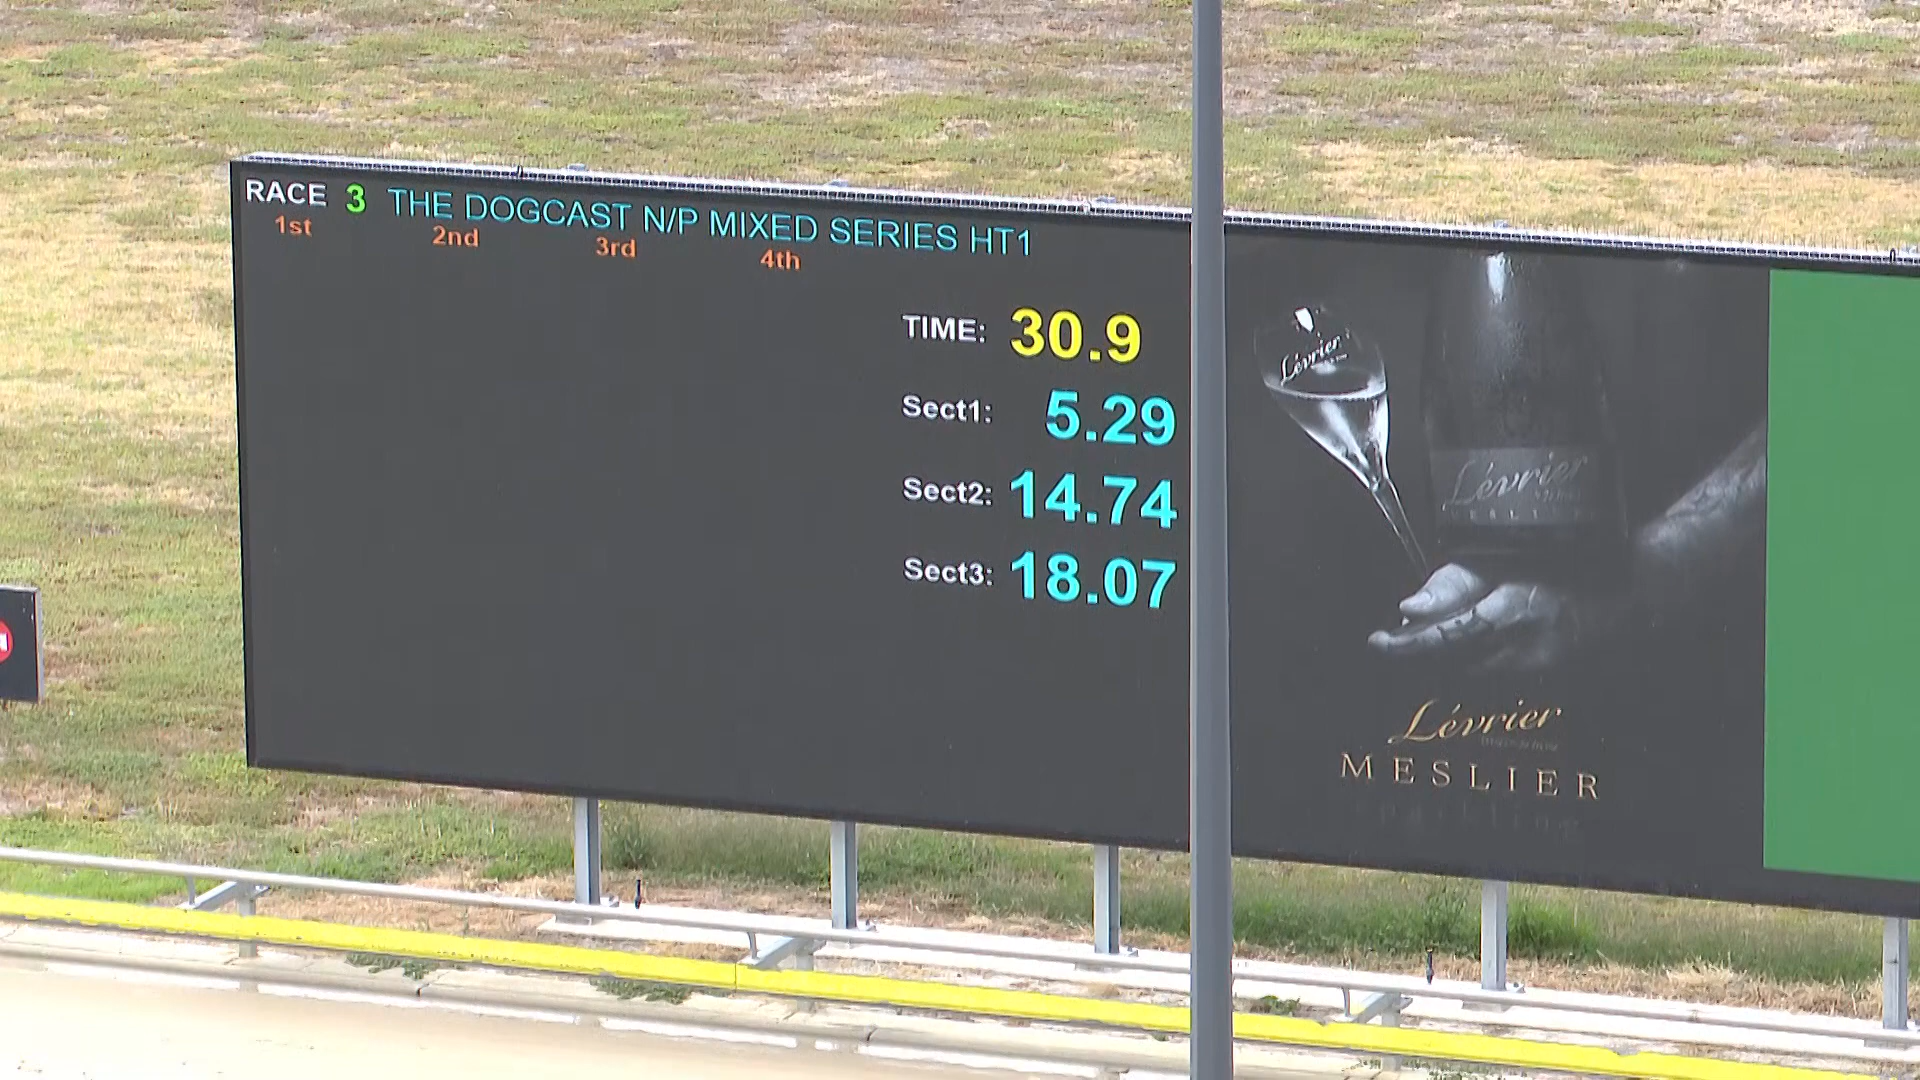 RACE 3 THE DOGCAST N/P MIXED SERIES HT1
1st 2nd 3rd 4th
TIME: 30.9
Sect1: 5.29
Sect2: 14.74
Sect3: 18.07
Lévrier
Lévrier
Lévrier
MESLIER